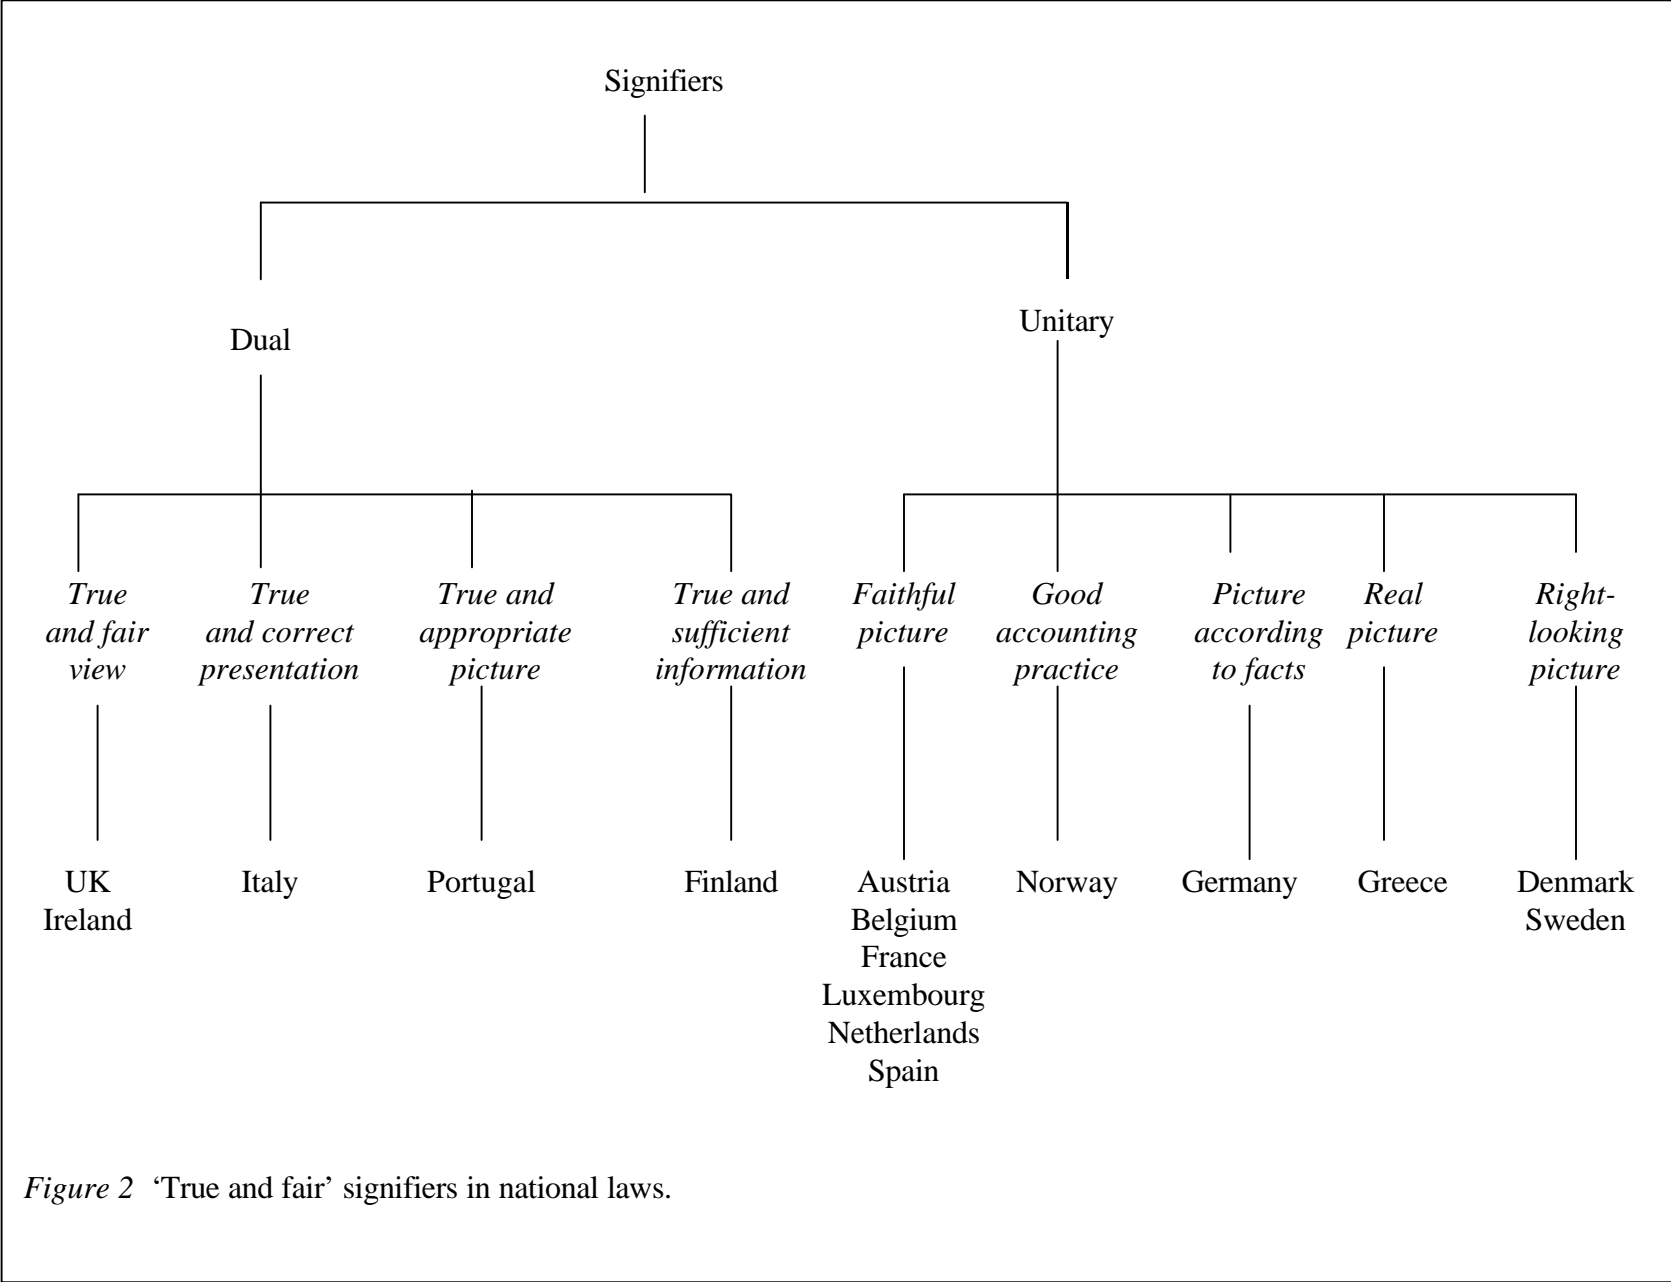 Signifiers
Dual
Unitary
True
and fair
view
True
and correct
presentation
True and
appropriate
picture
True and
sufficient
information
Faithful
picture
Good
accounting
practice
Picture
according
to facts
Real
picture
Right-
looking
picture
UK
Ireland
Italy
Portugal
Finland
Austria
Belgium
France
Luxembourg
Netherlands
Spain
Norway
Germany
Greece
Denmark
Sweden
Figure 2 ‘True and fair’ signifiers in national laws.